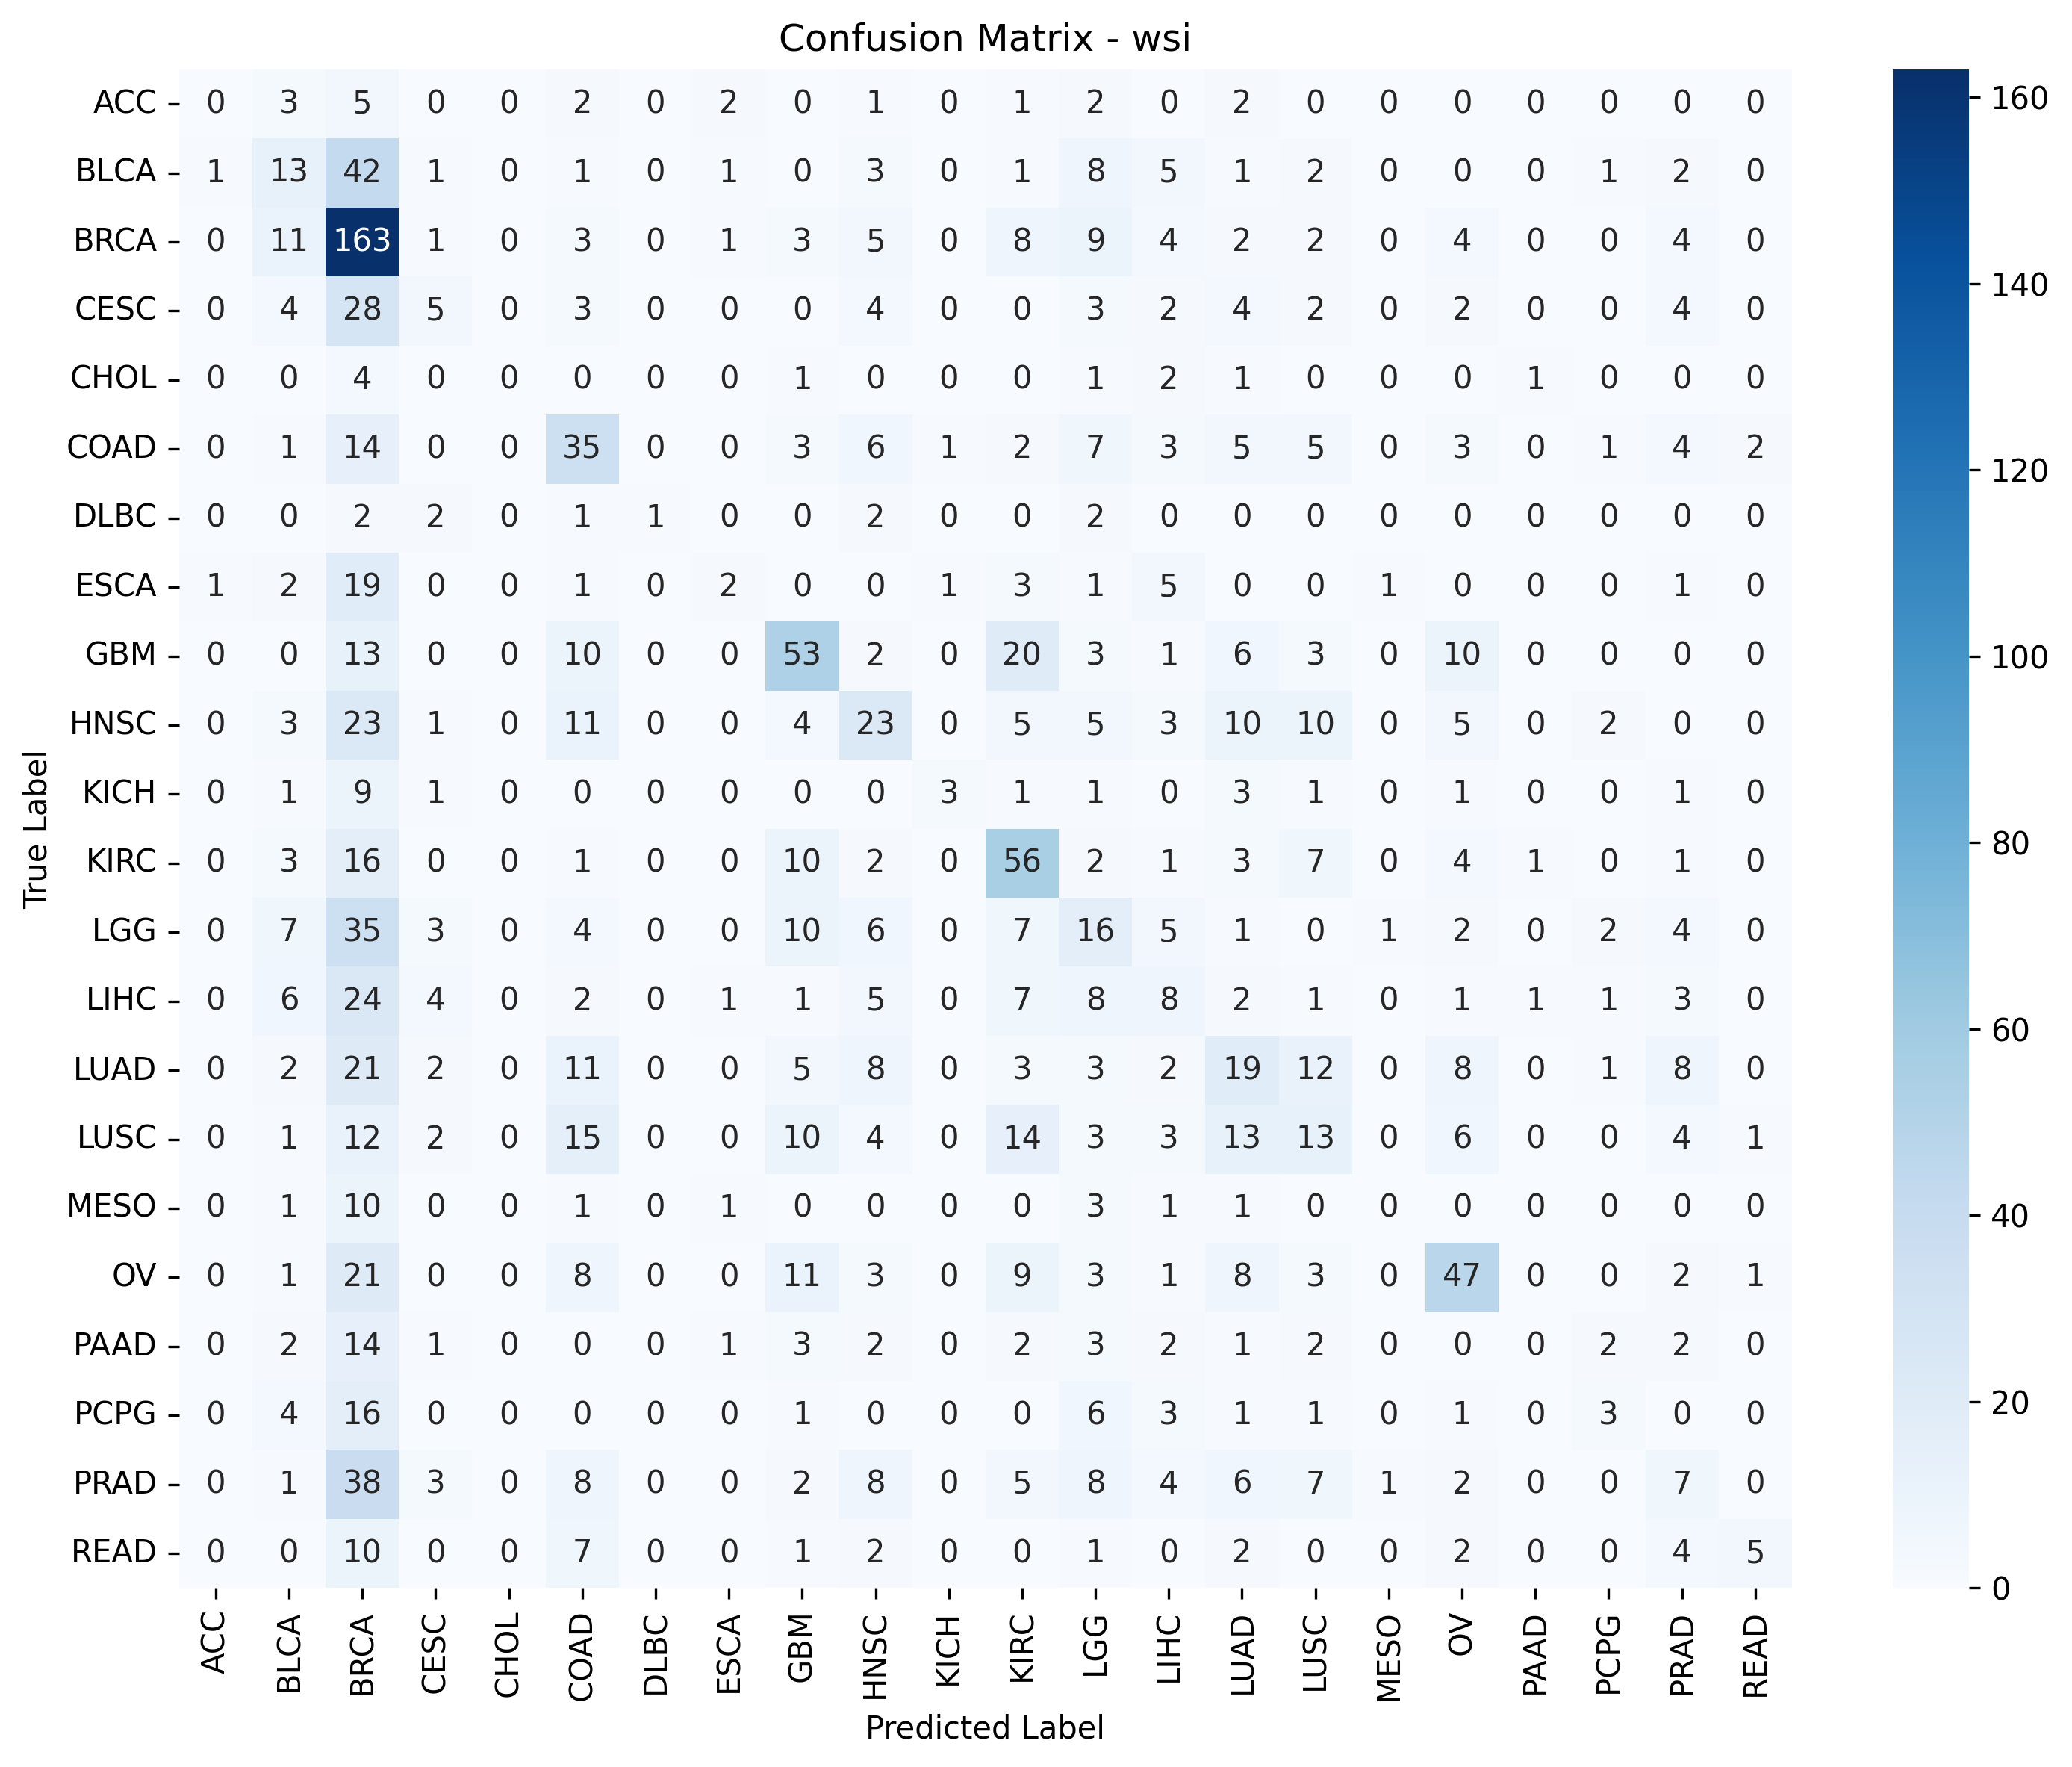 Confusion Matrix - wsi
True Label
ACC 0 3 5 0 0 2 0 2 0 1 0 1 2 0 2 0 0 0 0 0 0 0
BLCA 1 13 42 1 0 1 0 1 0 3 0 1 8 5 1 2 0 0 0 1 2 0
BRCA 0 11 163 1 0 3 0 1 3 5 0 8 9 4 2 2 0 4 0 0 4 0
CESC 0 4 28 5 0 3 0 0 0 4 0 0 3 2 4 2 0 2 0 0 4 0
CHOL 0 0 4 0 0 0 0 0 1 0 0 0 1 2 1 0 0 0 1 0 0 0
COAD 0 1 14 0 0 35 0 0 3 6 1 2 7 3 5 5 0 3 0 1 4 2
DLBC 0 0 2 2 0 1 1 0 0 2 0 0 2 0 0 0 0 0 0 0 0 0
ESCA 1 2 19 0 0 1 0 2 0 0 1 3 1 5 0 0 1 0 0 0 1 0
GBM 0 0 13 0 0 10 0 0 53 2 0 20 3 1 6 3 0 10 0 0 0 0
HNSC 0 3 23 1 0 11 0 0 4 23 0 5 5 3 10 10 0 5 0 2 0 0
KICH 0 1 9 1 0 0 0 0 0 0 3 1 1 0 3 1 0 1 0 0 1 0
KIRC 0 3 16 0 0 1 0 0 10 2 0 56 2 1 3 7 0 4 1 0 1 0
LGG 0 7 35 3 0 4 0 0 10 6 0 7 16 5 1 0 1 2 0 2 4 0
LIHC 0 6 24 4 0 2 0 1 1 5 0 7 8 8 2 1 0 1 1 1 3 0
LUAD 0 2 21 2 0 11 0 0 5 8 0 3 3 2 19 12 0 8 0 1 8 0
LUSC 0 1 12 2 0 15 0 0 10 4 0 14 3 3 13 13 0 6 0 0 4 1
MESO 0 1 10 0 0 1 0 1 0 0 0 0 3 1 1 0 0 0 0 0 0 0
OV 0 1 21 0 0 8 0 0 11 3 0 9 3 1 8 3 0 47 0 0 2 1
PAAD 0 2 14 1 0 0 0 1 3 2 0 2 3 2 1 2 0 0 0 2 2 0
PCPG 0 4 16 0 0 0 0 0 1 0 0 0 6 3 1 1 0 1 0 3 0 0
PRAD 0 1 38 3 0 8 0 0 2 8 0 5 8 4 6 7 1 2 0 0 7 0
READ 0 0 10 0 0 7 0 0 1 2 0 0 1 0 2 0 0 2 0 0 4 5
ACC BLCA BRCA CESC CHOL COAD DLBC ESCA GBM HNSC KICH KIRC LGG LIHC LUAD LUSC MESO OV PAAD PCPG PRAD READ
Predicted Label
160
140
120
100
80
60
40
20
0